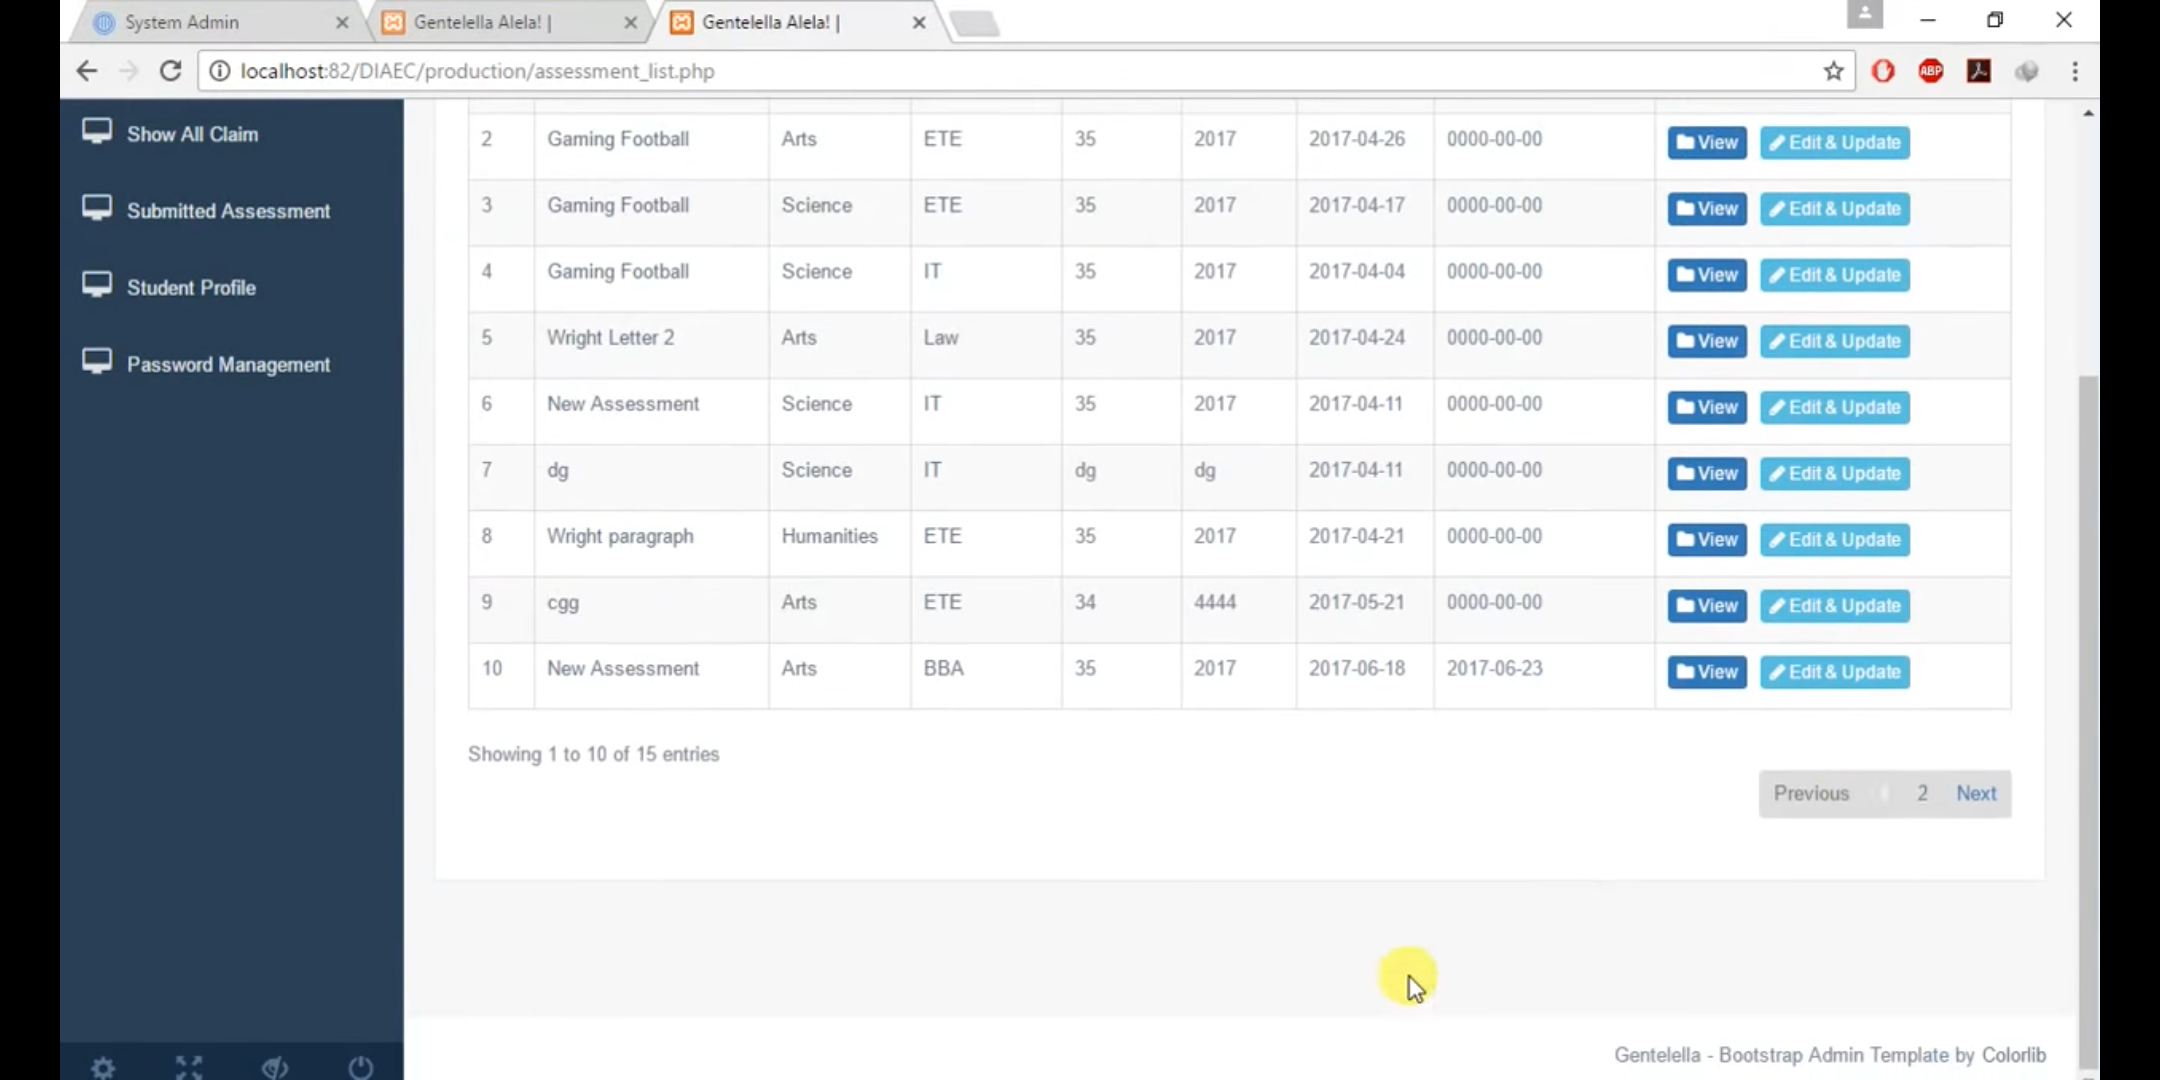 System Admin
Gentelella Alela! |
Gentelella Alela! |
localhost:82/DIAEC/production/assessment_list.php
ABP
Show All Claim
Submitted Assessment
Student Profile
Password Management
2 Gaming Football Arts ETE 35 2017 2017-04-26 0000-00-00 View Edit & Update
3 Gaming Football Science ETE 35 2017 2017-04-17 0000-00-00 View Edit & Update
4 Gaming Football Science IT 35 2017 2017-04-04 0000-00-00 View Edit & Update
5 Wright Letter 2 Arts Law 35 2017 2017-04-24 0000-00-00 View Edit & Update
6 New Assessment Science IT 35 2017 2017-04-11 0000-00-00 View Edit & Update
7 dg Science IT dg dg 2017-04-11 0000-00-00 View Edit & Update
8 Wright paragraph Humanities ETE 35 2017 2017-04-21 0000-00-00 View Edit & Update
9 cgg Arts ETE 34 4444 2017-05-21 0000-00-00 View Edit & Update
10 New Assessment Arts BBA 35 2017 2017-06-18 2017-06-23 View Edit & Update
Showing 1 to 10 of 15 entries
Previous 2 Next
Gentelella - Bootstrap Admin Template by Colorlib